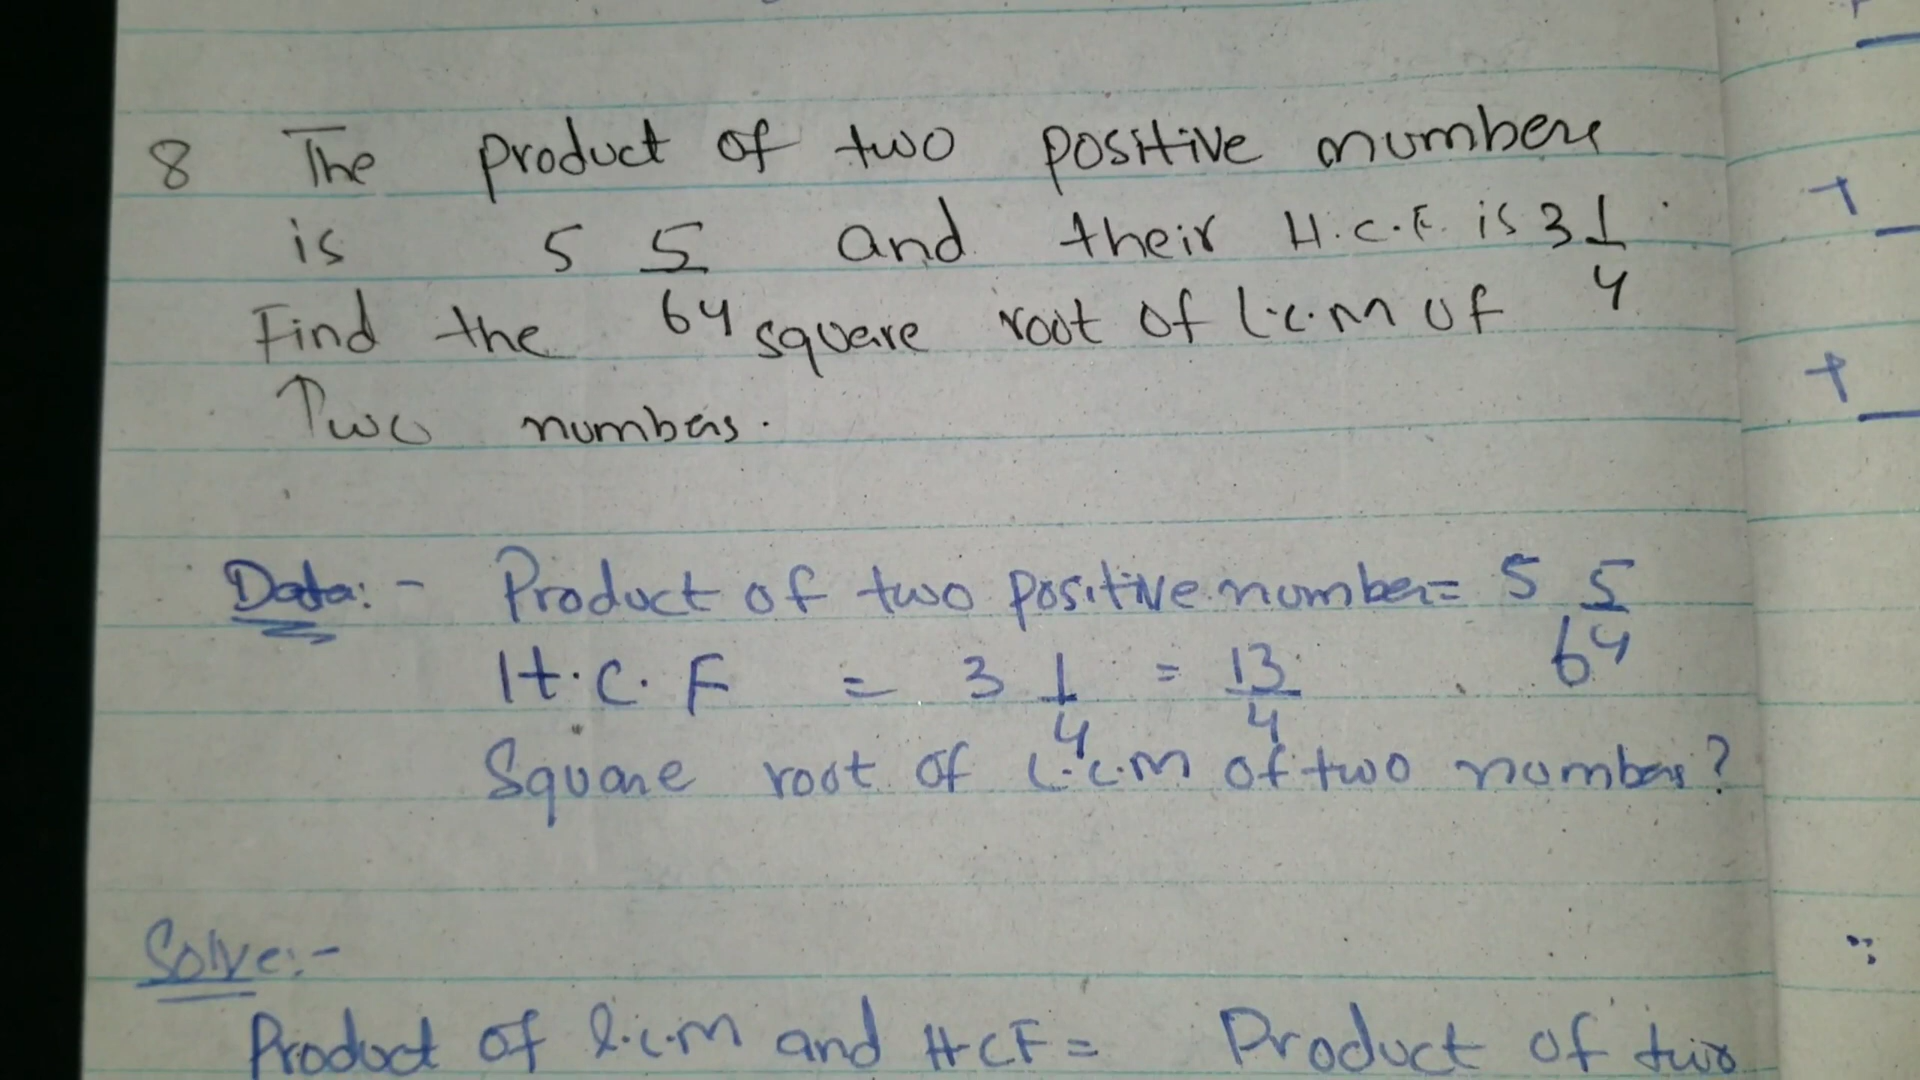 8 The product of two positive numbers
is 5 5/64 and their H.C.F. is 3 1/4
Find the square root of L.C.M of
Two numbers.
Data:- Product of two positive number= 5 5/64
H.C.F = 3 1/4 = 13/4
Square root of L.C.M of two numbers?
Solve:-
Product of L.C.M and HCF = Product of two